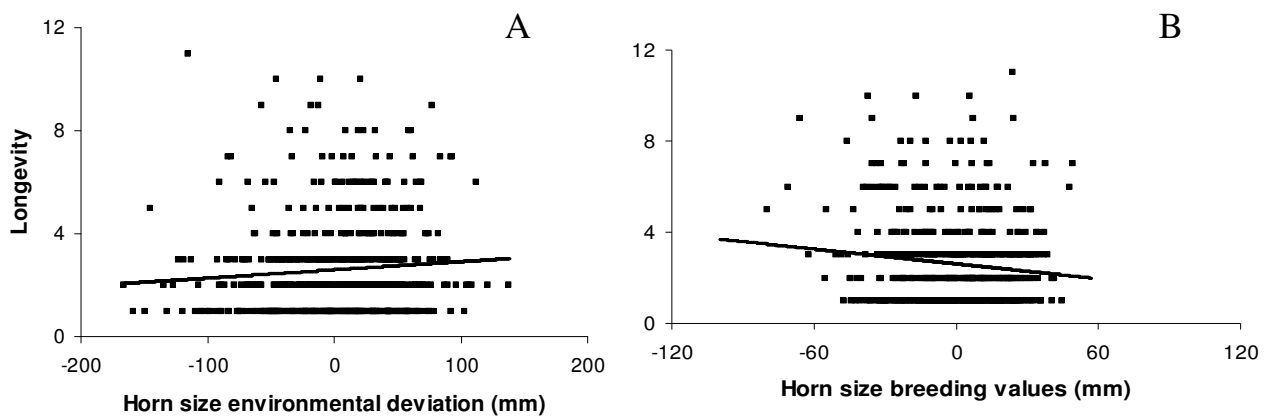 A
12
8
4
0
Longevity
-200 -100 0 100 200
Horn size environmental deviation (mm)
B
12
8
4
0
-120 -60 0 60 120
Horn size breeding values (mm)